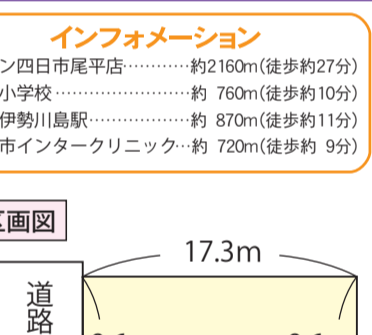 インフォメーション
ン四日市尾平店…………約2160m(徒歩約27分)
小学校………………約 760m(徒歩約10分)
伊勢川島駅………………約 870m(徒歩約11分)
市インタークリニック…約 720m(徒歩約 9分)
区画図
17.3m
道路